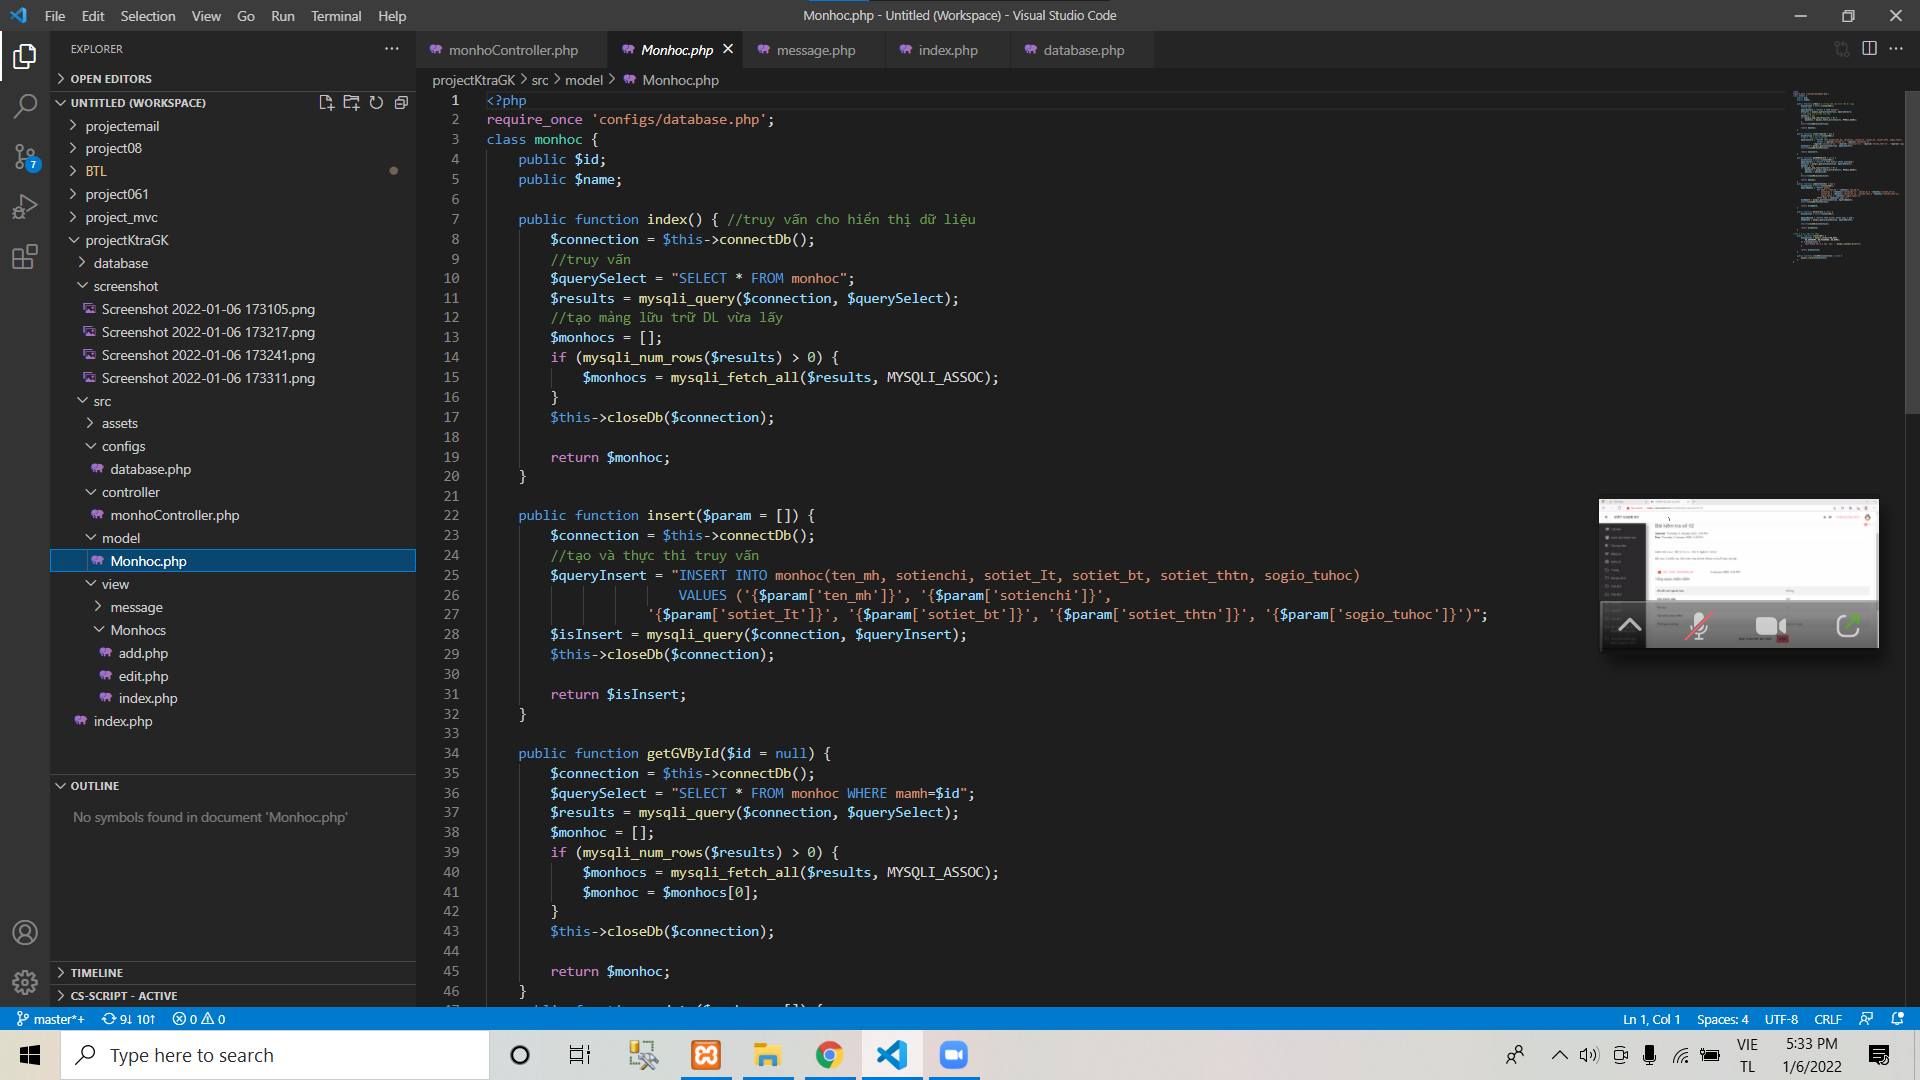 File Edit Selection View Go Run Terminal Help
Monhoc.php - Untitled (Workspace) - Visual Studio Code
EXPLORER
OPEN EDITORS
UNTITLED (WORKSPACE)
projectemail
project08
BTL
project061
project_mvc
projectKtraGK
database
screenshot
Screenshot 2022-01-06 173105.png
Screenshot 2022-01-06 173217.png
Screenshot 2022-01-06 173241.png
Screenshot 2022-01-06 173311.png
src
assets
configs
database.php
controller
monhoController.php
model
Monhoc.php
view
message
Monhocs
add.php
edit.php
index.php
index.php
OUTLINE
No symbols found in document 'Monhoc.php'
TIMELINE
CS-SCRIPT - ACTIVE
7
monhoController.php Monhoc.php message.php index.php database.php
projectKtraGK > src > model > Monhoc.php
1 <?php
2 require_once 'configs/database.php';
3 class monhoc {
4 public $id;
5 public $name;
6
7 public function index() { //truy vấn cho hiển thị dữ liệu
8 $connection = $this->connectDb();
9 //truy vấn
10 $querySelect = "SELECT * FROM monhoc";
11 $results = mysqli_query($connection, $querySelect);
12 //tạo mảng lữu trữ DL vừa lấy
13 $monhocs = [];
14 if (mysqli_num_rows($results) > 0) {
15 $monhocs = mysqli_fetch_all($results, MYSQLI_ASSOC);
16 }
17 $this->closeDb($connection);
18
19 return $monhoc;
20 }
21
22 public function insert($param = []) {
23 $connection = $this->connectDb();
24 //tạo và thực thi truy vấn
25 $queryInsert = "INSERT INTO monhoc(ten_mh, sotienchi, sotiet_It, sotiet_bt, sotiet_thtn, sogio_tuhoc)
26 VALUES ('{$param['ten_mh']}', '{$param['sotienchi']}',
27 '{$param['sotiet_It']}', '{$param['sotiet_bt']}', '{$param['sotiet_thtn']}', '{$param['sogio_tuhoc']}')";
28 $isInsert = mysqli_query($connection, $queryInsert);
29 $this->closeDb($connection);
30
31 return $isInsert;
32 }
33
34 public function getGVById($id = null) {
35 $connection = $this->connectDb();
36 $querySelect = "SELECT * FROM monhoc WHERE mamh=$id";
37 $results = mysqli_query($connection, $querySelect);
38 $monhoc = [];
39 if (mysqli_num_rows($results) > 0) {
40 $monhocs = mysqli_fetch_all($results, MYSQLI_ASSOC);
41 $monhoc = $monhocs[0];
42 }
43 $this->closeDb($connection);
44
45 return $monhoc;
46 }
master*+ 9↓ 10↑ 0 0
Ln 1, Col 1 Spaces: 4 UTF-8 CRLF
Type here to search
VIE
TL
5:33 PM
1/6/2022